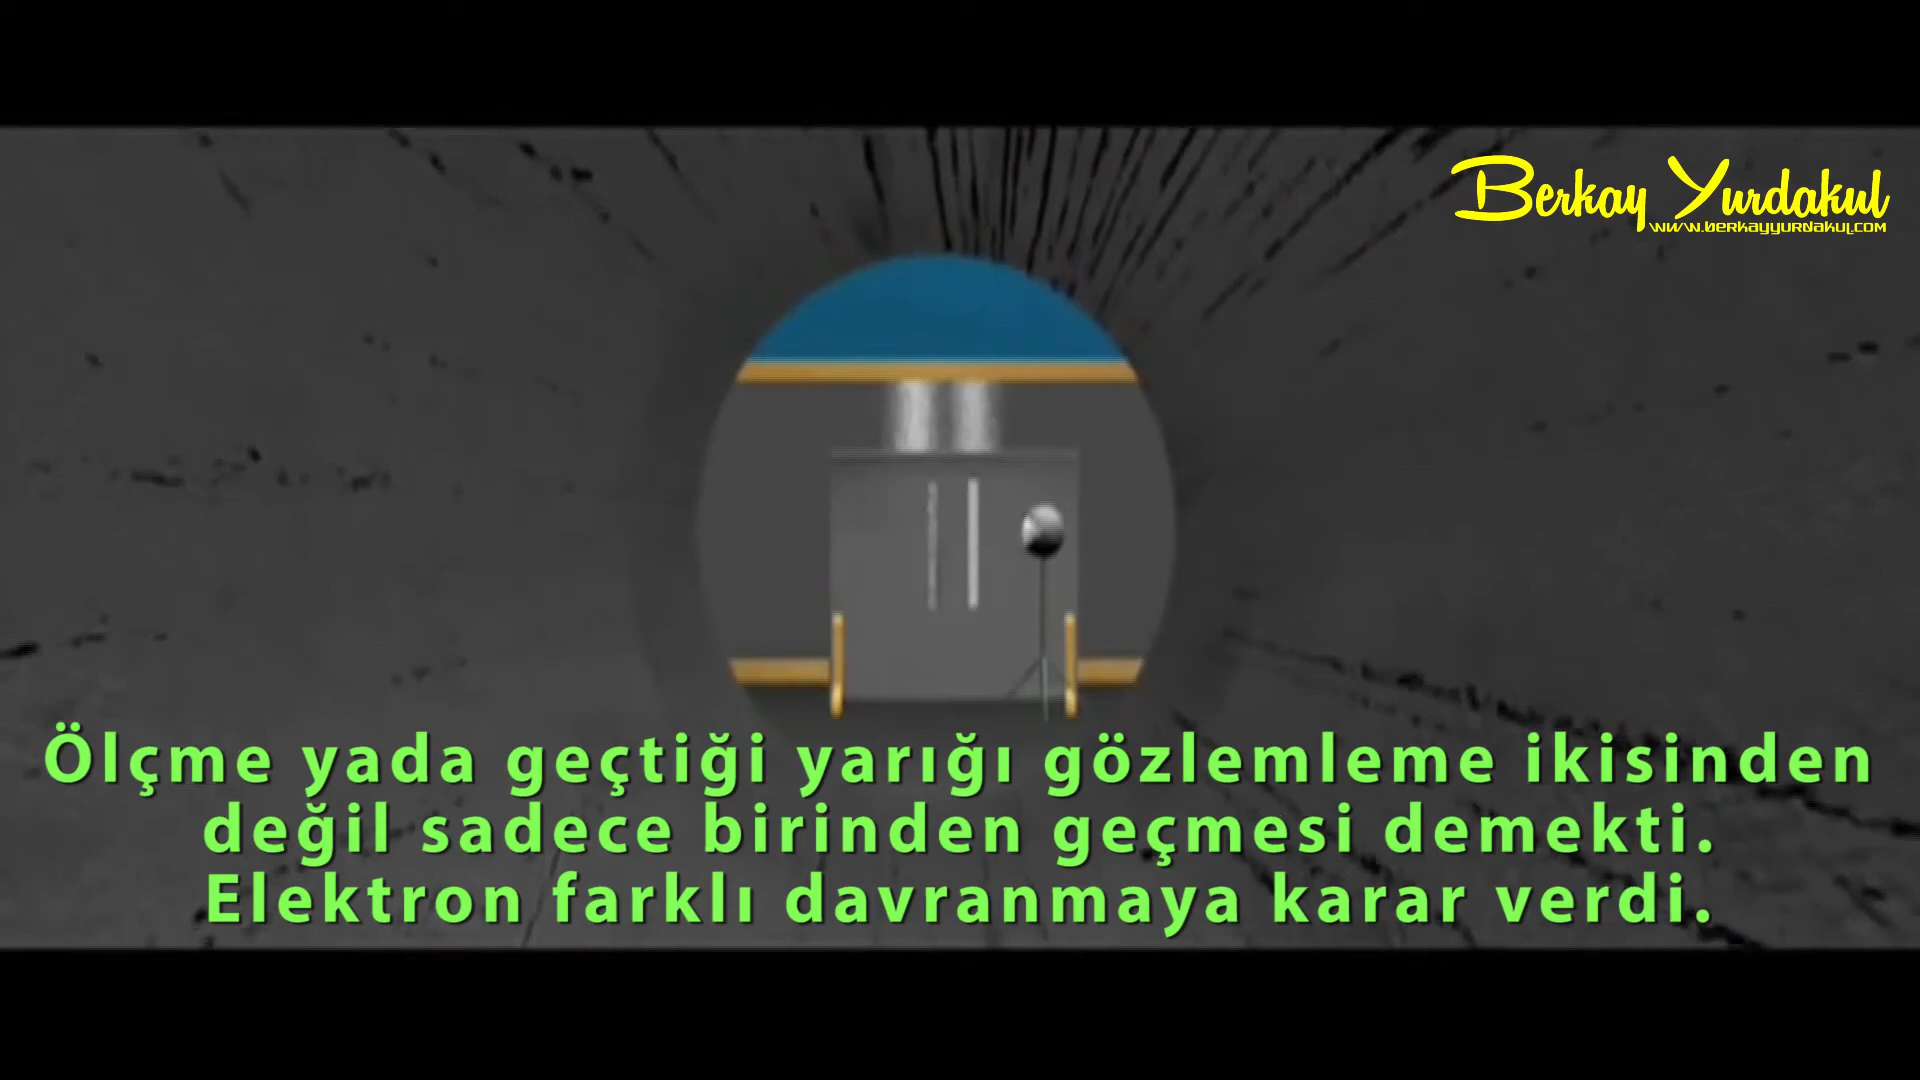 Berkay Yurdakul
www.berkayyurdakul.com
Ölçme yada geçtiği yarığı gözlemleme ikisinden
değil sadece birinden geçmesi demekti.
Elektron farklı davranmaya karar verdi.